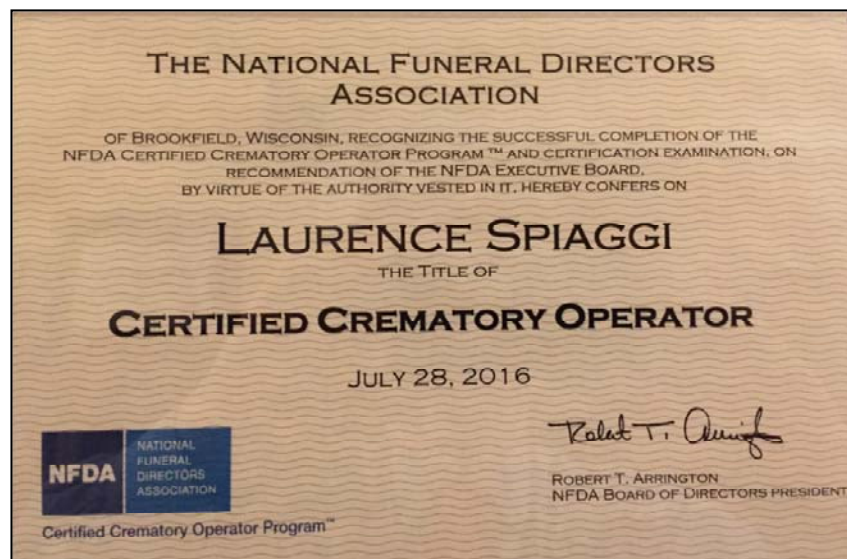 THE NATIONAL FUNERAL DIRECTORS
ASSOCIATION
OF BROOKFIELD, WISCONSIN, RECOGNIZING THE SUCCESSFUL COMPLETION OF THE
NFDA CERTIFIED CREMATORY OPERATOR PROGRAM ™ AND CERTIFICATION EXAMINATION, ON
RECOMMENDATION OF THE NFDA EXECUTIVE BOARD,
BY VIRTUE OF THE AUTHORITY VESTED IN IT, HEREBY CONFERS ON
LAURENCE SPIAGGI
THE TITLE OF
CERTIFIED CREMATORY OPERATOR
JULY 28, 2016
Robert T. Arrington
NFDA
NATIONAL
FUNERAL
DIRECTORS
ASSOCIATION
Certified Crematory Operator Program™
ROBERT T. ARRINGTON
NFDA BOARD OF DIRECTORS PRESIDENT